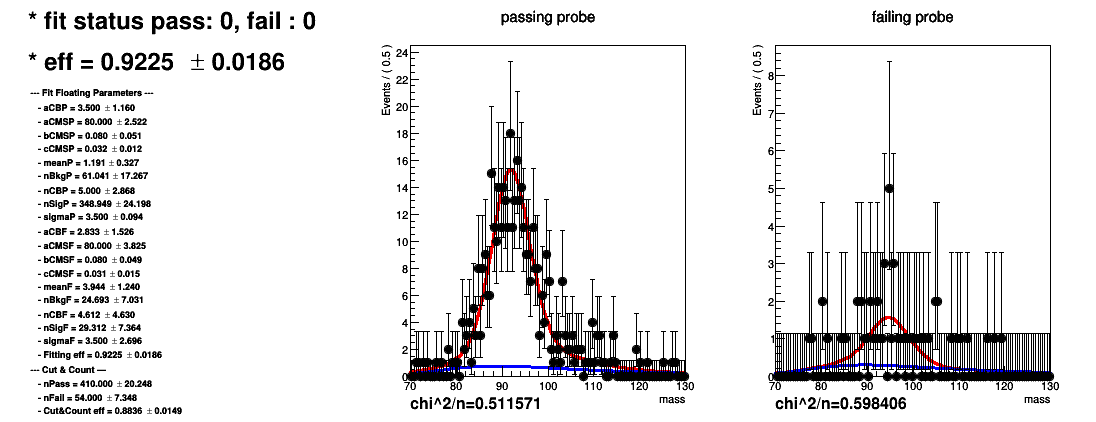 * fit status pass: 0, fail : 0
* eff = 0.9225 ± 0.0186
--- Fit Floating Parameters ---
- aCBP = 3.500 ± 1.160
- aCMSP = 80.000 ± 2.522
- bCMSP = 0.080 ± 0.051
- cCMSP = 0.032 ± 0.012
- meanP = 1.191 ± 0.327
- nBkgP = 61.041 ± 17.267
- nCBP = 5.000 ± 2.868
- nSigP = 348.949 ± 24.198
- sigmaP = 3.500 ± 0.094
- aCBF = 2.833 ± 1.526
- aCMSF = 80.000 ± 3.825
- bCMSF = 0.080 ± 0.049
- cCMSF = 0.031 ± 0.015
- meanF = 3.944 ± 1.240
- nBkgF = 24.693 ± 7.031
- nCBF = 4.612 ± 4.630
- nSigF = 29.312 ± 7.364
- sigmaF = 3.500 ± 2.696
- Fitting eff = 0.9225 ± 0.0186
--- Cut & Count ---
- nPass = 410.000 ± 20.248
- nFail = 54.000 ± 7.348
- Cut&Count eff = 0.8836 ± 0.0149
passing probe
Events / ( 0.5 )
24
22
20
18
16
14
12
10
8
6
4
2
0
70 80 90 100 110 120 130
mass
chi^2/n=0.511571
failing probe
Events / ( 0.5 )
8
7
6
5
4
3
2
1
0
70 80 90 100 110 120 130
mass
chi^2/n=0.598406